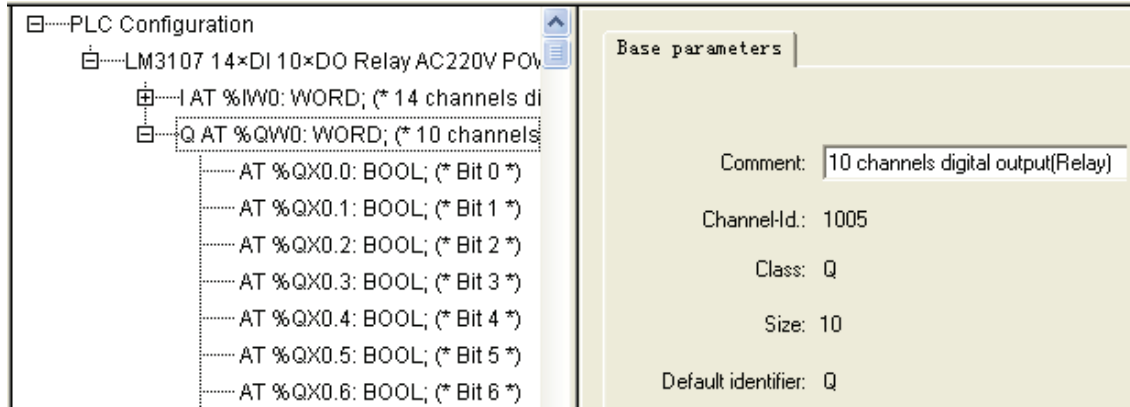 PLC Configuration
LM3107 14×DI 10×DO Relay AC220V
I AT %IW0: WORD; (* 14 channels di
Q AT %QW0: WORD; (* 10 channels
AT %QX0.0: BOOL; (* Bit 0 *)
AT %QX0.1: BOOL; (* Bit 1 *)
AT %QX0.2: BOOL; (* Bit 2 *)
AT %QX0.3: BOOL; (* Bit 3 *)
AT %QX0.4: BOOL; (* Bit 4 *)
AT %QX0.5: BOOL; (* Bit 5 *)
AT %QX0.6: BOOL; (* Bit 6 *)
Base parameters
Comment: 10 channels digital output(Relay)
Channel-Id.: 1005
Class: Q
Size: 10
Default identifier: Q